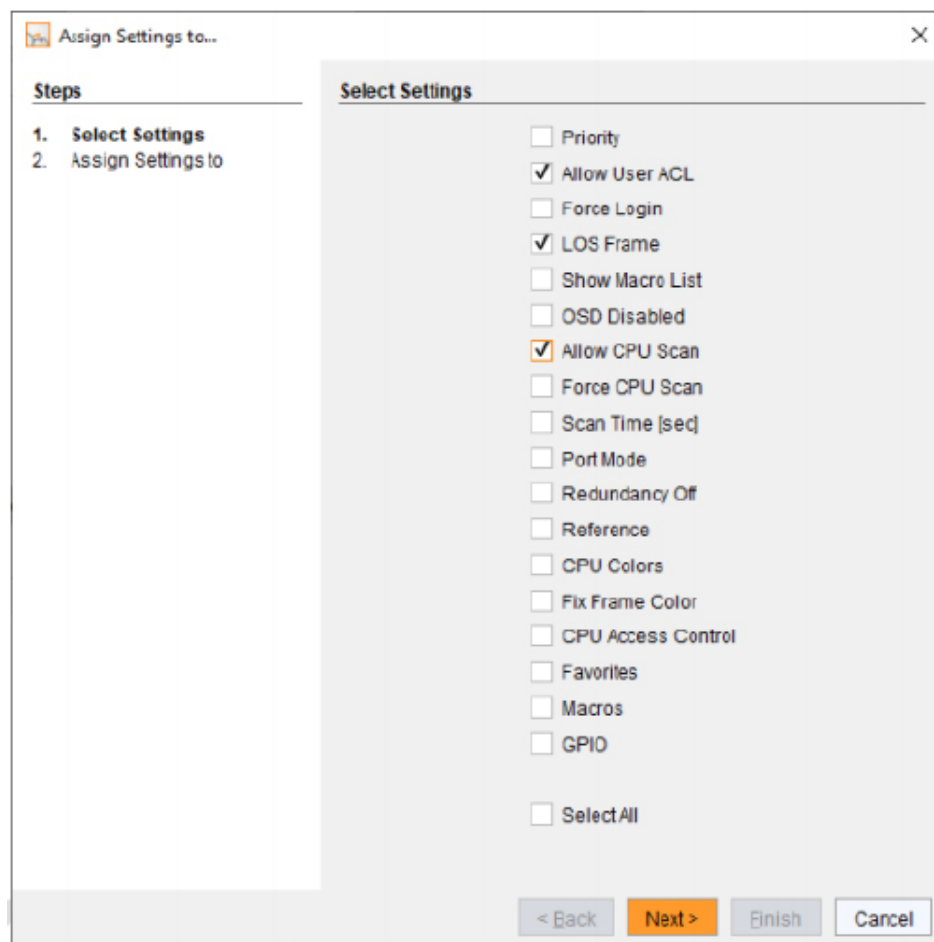 Assign Settings to...
Steps
1. Select Settings
2. Assign Settings to
Select Settings
Priority
Allow User ACL
Force Login
LOS Frame
Show Macro List
OSD Disabled
Allow CPU Scan
Force CPU Scan
Scan Time [sec]
Port Mode
Redundancy Off
Reference
CPU Colors
Fix Frame Color
CPU Access Control
Favorites
Macros
GPIO
Select All
< Back Next > Finish Cancel